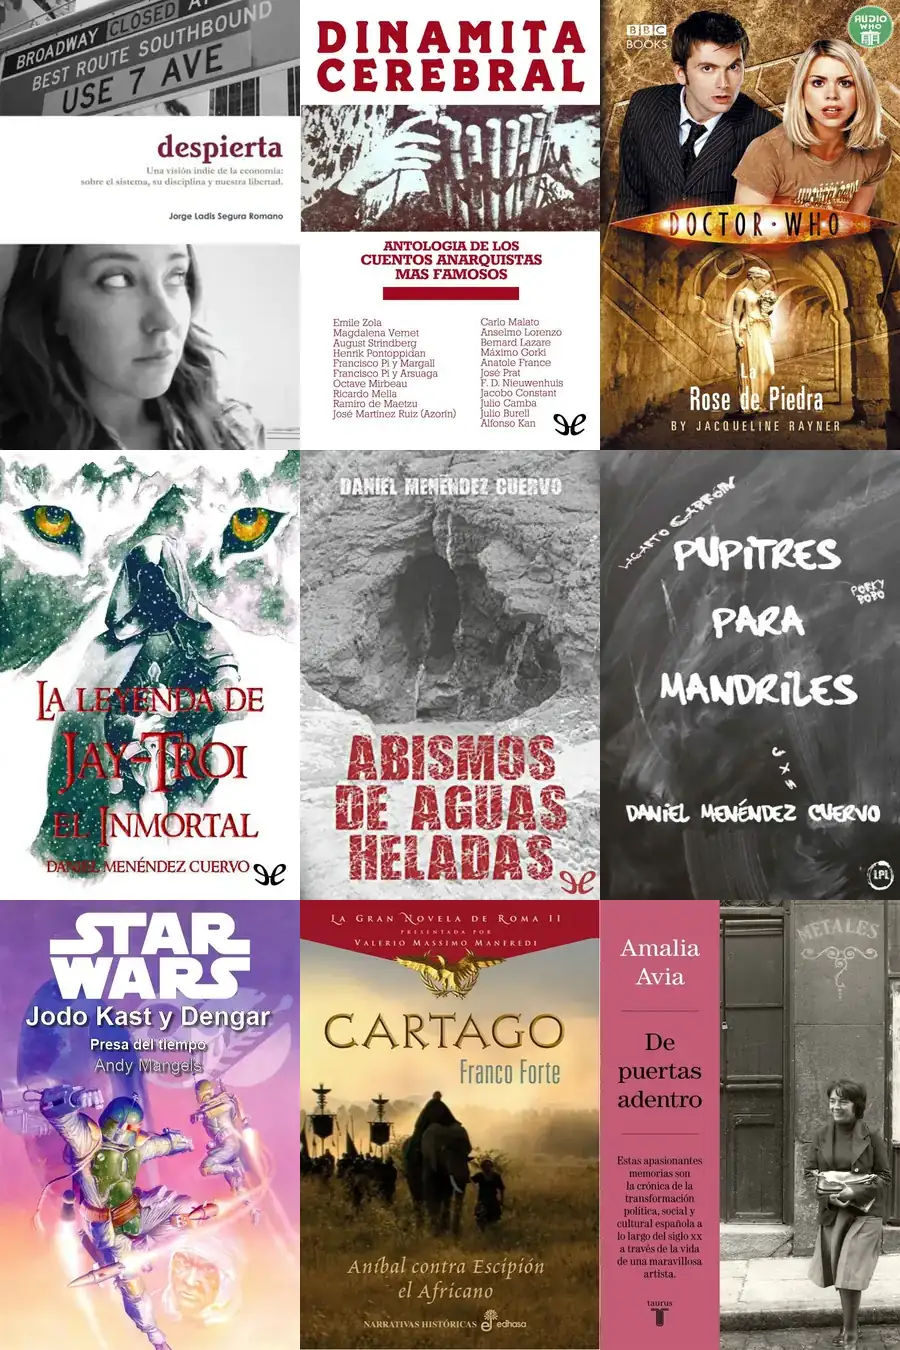 BROADWAY CLOSED AT
BEST ROUTE SOUTHBOUND
USE 7 AVE
despierta
Una visión indie de la economía:
sobre el sistema, su disciplina y nuestra libertad.
Jorge Ladis Segura Romano
DINAMITA
CEREBRAL
ANTOLOGIA DE LOS
CUENTOS ANARQUISTAS
MAS FAMOSOS
Emile Zola
Magdalena Vernet
August Strindberg
Henrik Pontoppidan
Francisco Pi y Margall
Francisco Pi y Arsuaga
Octave Mirbeau
Ricardo Mella
Ramiro de Maetzu
José Martínez Ruiz (Azorín)
Carlo Malato
Anselmo Lorenzo
Bernard Lazare
Máximo Gorki
Anatole France
José Prat
F. D. Nieuwenhuis
Jacobo Constant
Julio Camba
Julio Burell
Alfonso Kan
BBC
BOOKS
AUDIO
WHO
DOCTOR · WHO
La
Rose de Piedra
BY JACQUELINE RAYNER
LA LEYENDA DE
JAY-TROI
EL INMORTAL
DANIEL MENÉNDEZ CUERVO
DANIEL MENÉNDEZ CUERVO
ABISMOS
DE AGUAS
HELADAS
LAGARTO CABRÓN
PUPITRES
PORKY
POPO
PARA
MANDRILES
JXS
DANIEL MENÉNDEZ CUERVO
LPL
STAR
WARS
Jodo Kast y Dengar
Presa del tiempo
Andy Mangels
LA GRAN NOVELA DE ROMA II
PRESENTADA POR
VALERIO MASSIMO MANFREDI
CARTAGO
Franco Forte
Aníbal contra Escipión
el Africano
NARRATIVAS HISTÓRICAS
edhasa
Amalia
Avia
De
puertas
adentro
Estas apasionantes
memorias son
la crónica de la
transformación
política, social y
cultural española a
lo largo del siglo xx
a través de la vida
de una maravillosa
artista.
taurus
T
METALES